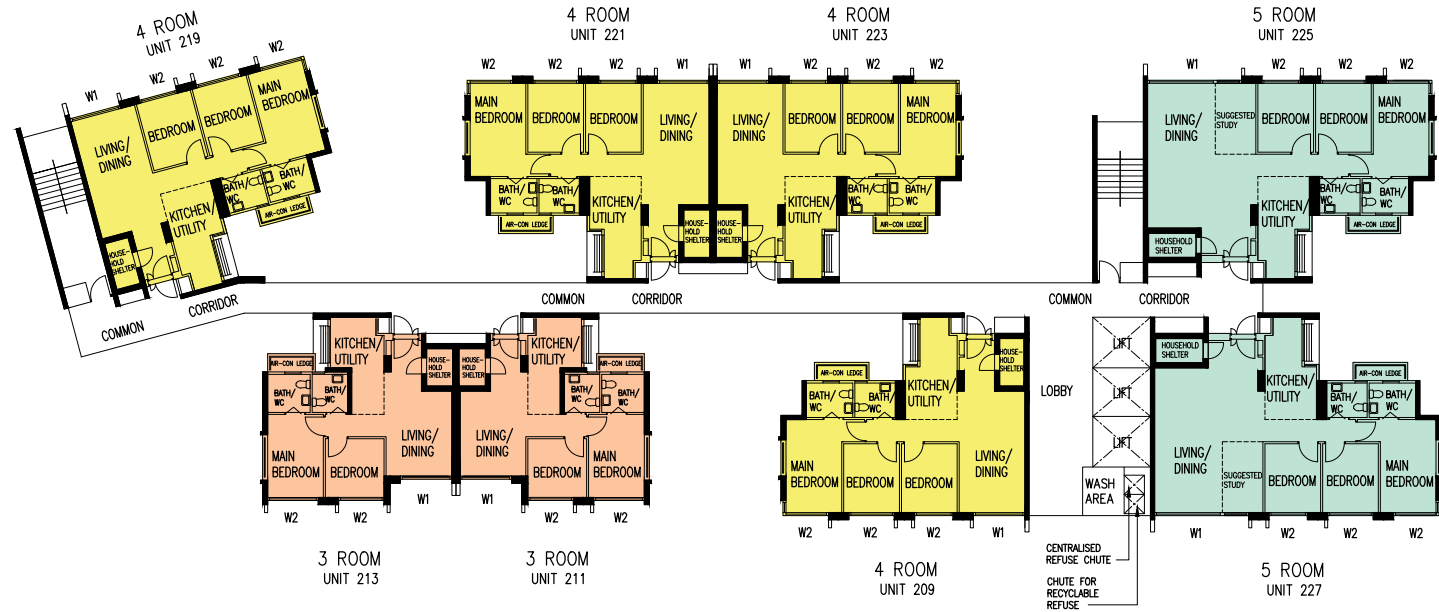 4 ROOM
UNIT 219
W1
W2
W2
W2
LIVING/
DINING
BEDROOM
BEDROOM
MAIN
BEDROOM
BATH/
WC
BATH/
WC
AIR-CON LEDGE
KITCHEN/
UTILITY
HOUSE-
HOLD
SHELTER
COMMON
CORRIDOR
4 ROOM
UNIT 221
W2
W2
W2
W1
MAIN
BEDROOM
BEDROOM
BEDROOM
LIVING/
DINING
BATH/
WC
BATH/
WC
AIR-CON LEDGE
KITCHEN/
UTILITY
HOUSE-
HOLD
SHELTER
4 ROOM
UNIT 223
W1
W2
W2
W2
LIVING/
DINING
BEDROOM
BEDROOM
MAIN
BEDROOM
BATH/
WC
BATH/
WC
AIR-CON LEDGE
KITCHEN/
UTILITY
HOUSE-
HOLD
SHELTER
5 ROOM
UNIT 225
W1
W2
W2
W2
LIVING/
DINING
SUGGESTED
STUDY
BEDROOM
BEDROOM
MAIN
BEDROOM
BATH/
WC
BATH/
WC
AIR-CON LEDGE
KITCHEN/
UTILITY
HOUSEHOLD
SHELTER
COMMON
CORRIDOR
COMMON
CORRIDOR
KITCHEN/
UTILITY
HOUSE-
HOLD
SHELTER
AIR-CON LEDGE
BATH/
WC
BATH/
WC
LIVING/
DINING
MAIN
BEDROOM
BEDROOM
W1
W2
W2
3 ROOM
UNIT 213
HOUSE-
HOLD
SHELTER
KITCHEN/
UTILITY
AIR-CON LEDGE
BATH/
WC
BATH/
WC
LIVING/
DINING
BEDROOM
MAIN
BEDROOM
W1
W2
W2
3 ROOM
UNIT 211
KITCHEN/
UTILITY
HOUSE-
HOLD
SHELTER
AIR-CON LEDGE
BATH/
WC
BATH/
WC
MAIN
BEDROOM
BEDROOM
BEDROOM
LIVING/
DINING
W2
W2
W2
W1
4 ROOM
UNIT 209
LOBBY
LIFT
LIFT
LIFT
WASH
AREA
CENTRALISED
REFUSE CHUTE
CHUTE FOR
RECYCLABLE
REFUSE
HOUSEHOLD
SHELTER
KITCHEN/
UTILITY
AIR-CON LEDGE
BATH/
WC
BATH/
WC
LIVING/
DINING
SUGGESTED
STUDY
BEDROOM
BEDROOM
MAIN
BEDROOM
W1
W2
W2
W2
5 ROOM
UNIT 227